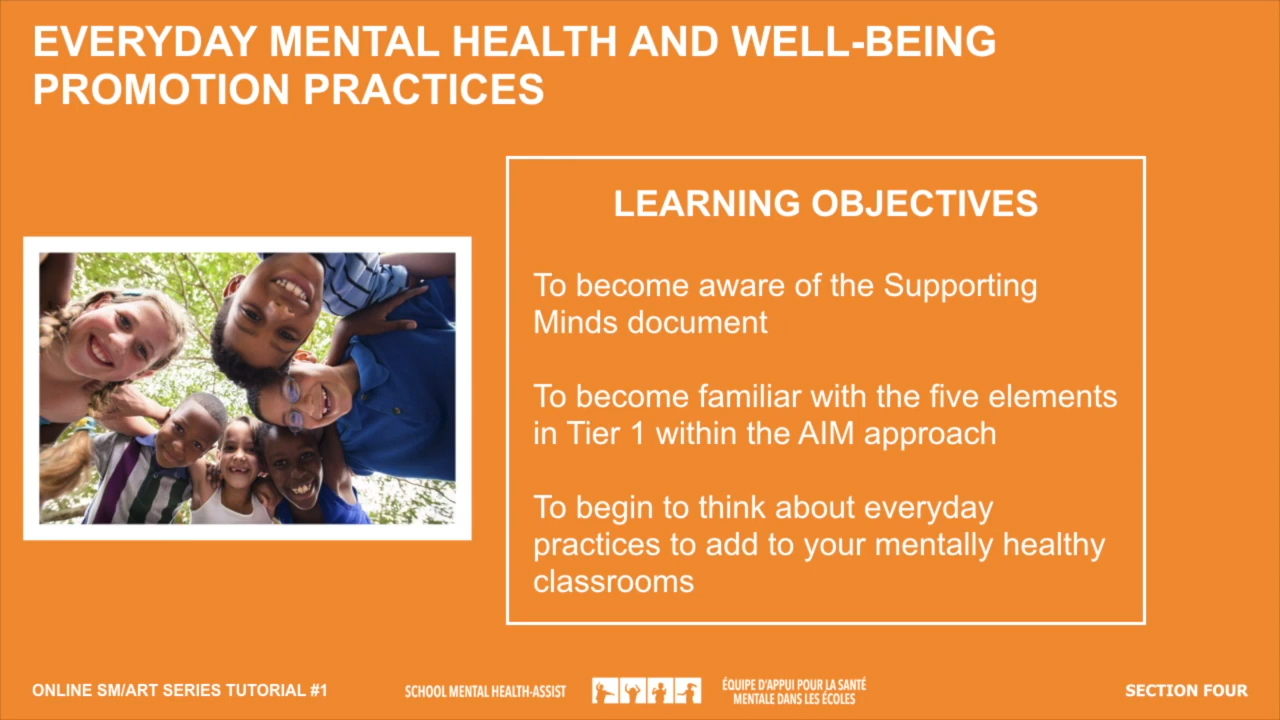 EVERYDAY MENTAL HEALTH AND WELL-BEING
PROMOTION PRACTICES
LEARNING OBJECTIVES
To become aware of the Supporting
Minds document
To become familiar with the five elements
in Tier 1 within the AIM approach
To begin to think about everyday
practices to add to your mentally healthy
classrooms
ONLINE SM/ART SERIES TUTORIAL #1
SCHOOL MENTAL HEALTH-ASSIST
ÉQUIPE D'APPUI POUR LA SANTÉ
MENTALE DANS LES ÉCOLES
SECTION FOUR